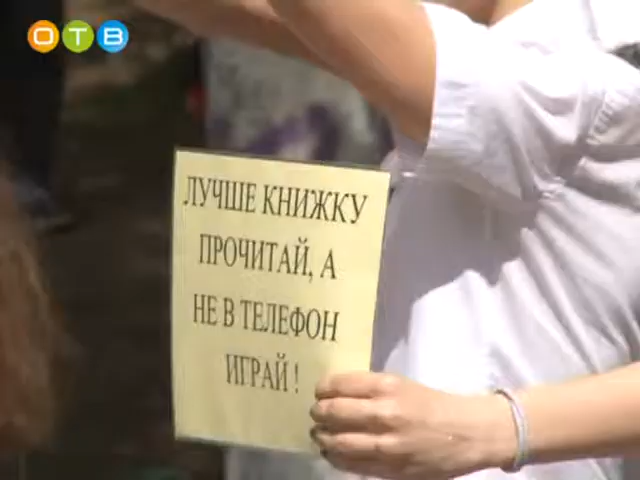 ОТВ
ЛУЧШЕ КНИЖКУ
ПРОЧИТАЙ, А
НЕ В ТЕЛЕФОН
ИГРАЙ !